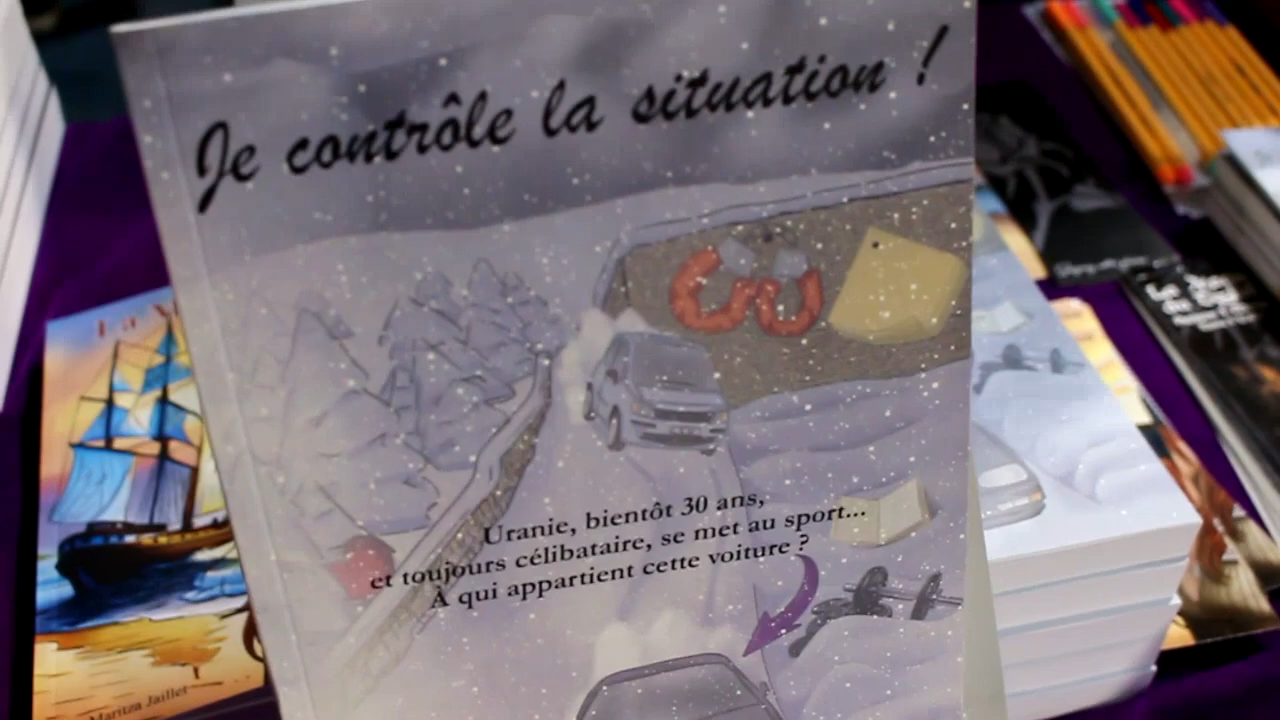 Je contrôle la situation !
Uranie, bientôt 30 ans,
et toujours célibataire, se met au sport...
À qui appartient cette voiture ?
Maritza Jaillet